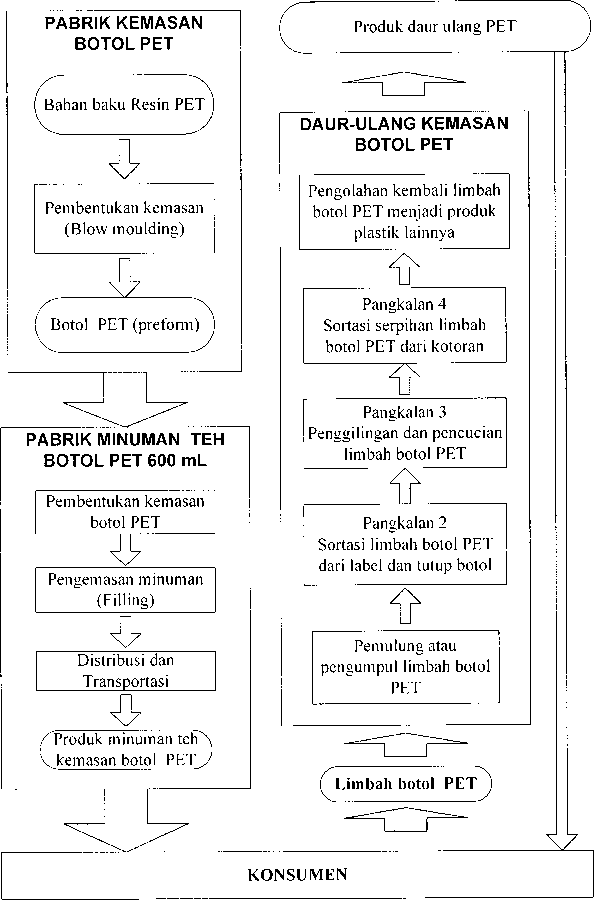 PABRIK KEMASAN
BOTOL PET
Bahan baku Resin PET
Pembentukan kemasan
(Blow moulding)
Botol PET (preform)
PABRIK MINUMAN TEH
BOTOL PET 600 mL
Pembentukan kemasan
botol PET
Pengemasan minuman
(Filling)
Distribusi dan
Transportasi
Produk minuman teh
kemasan botol PET
Produk daur ulang PET
DAUR-ULANG KEMASAN
BOTOL PET
Pengolahan kembali limbah
botol PET menjadi produk
plastik lainnya
Pangkalan 4
Sortasi serpihan limbah
botol PET dari kotoran
Pangkalan 3
Penggilingan dan pencucian
limbah botol PET
Pangkalan 2
Sortasi limbah botol PET
dari label dan tutup botol
Pemulung atau
pengumpul limbah botol
PET
Limbah botol PET
KONSUMEN